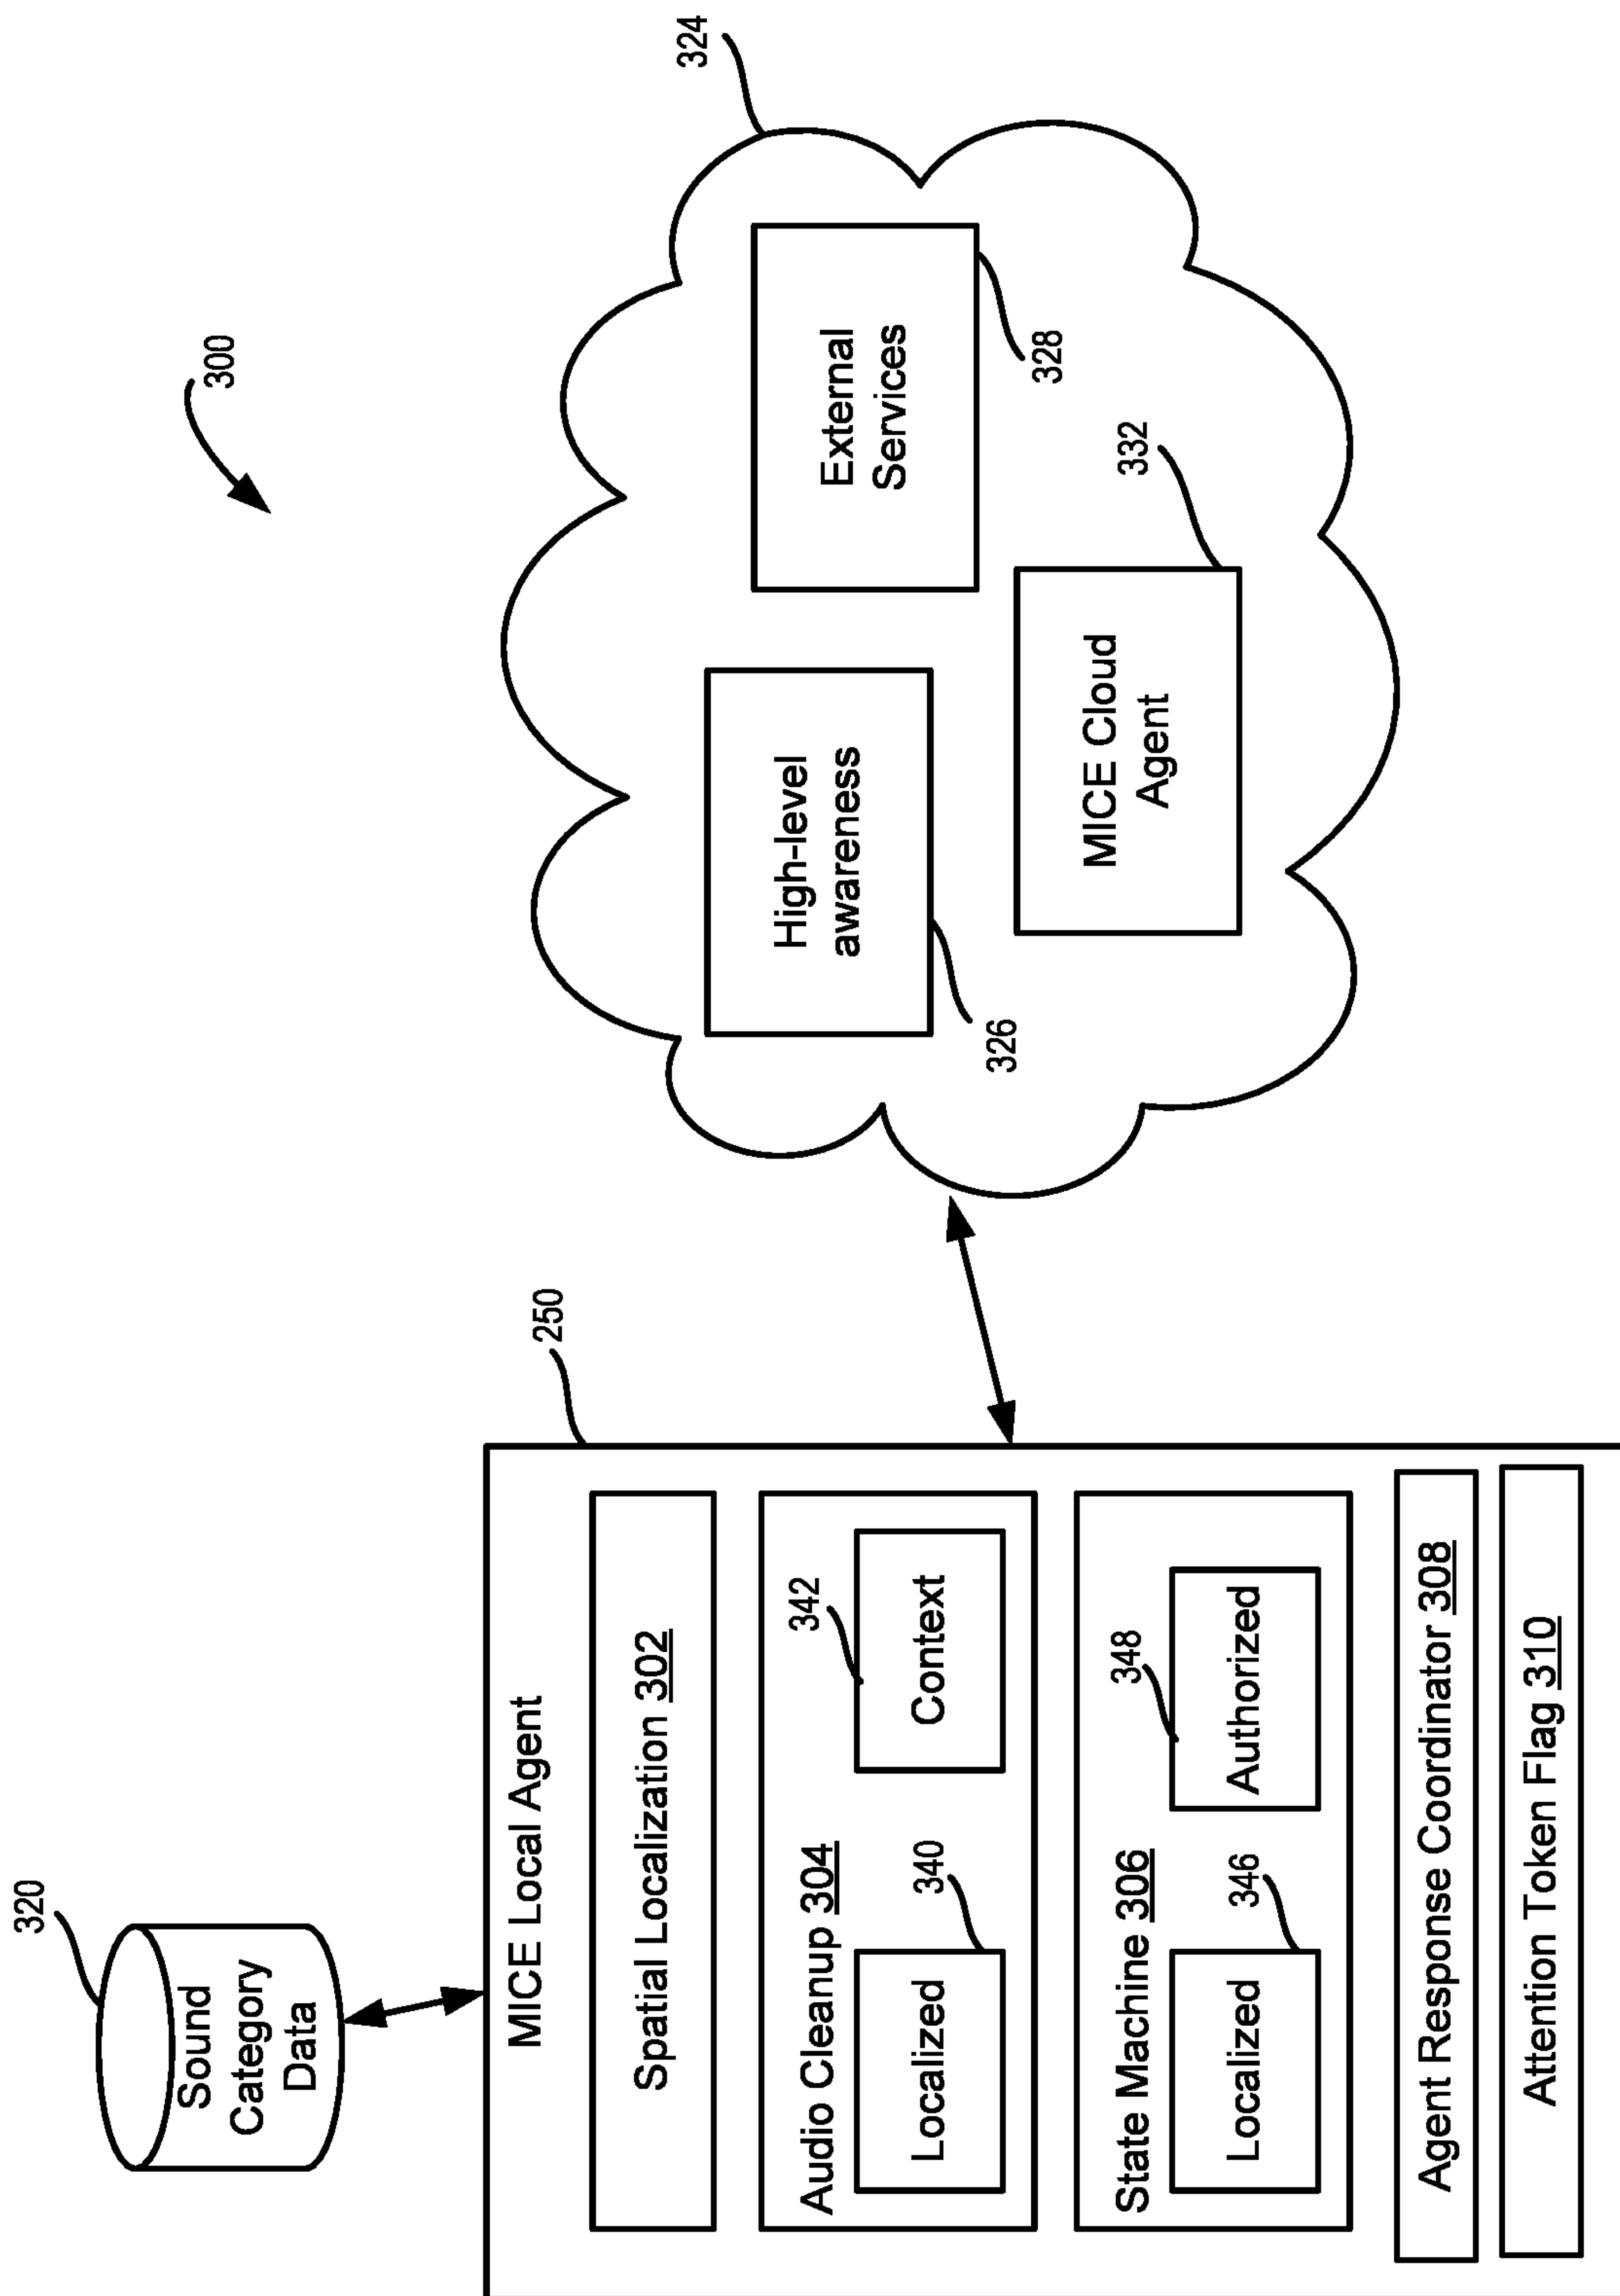 300
320
Sound
Category
Data
250
MICE Local Agent
Spatial Localization 302
Audio Cleanup 304
342
340
Localized
Context
State Machine 306
348
346
Localized
Authorized
Agent Response Coordinator 308
Attention Token Flag 310
324
High-level
awareness
326
External
Services
328
MICE Cloud
Agent
332